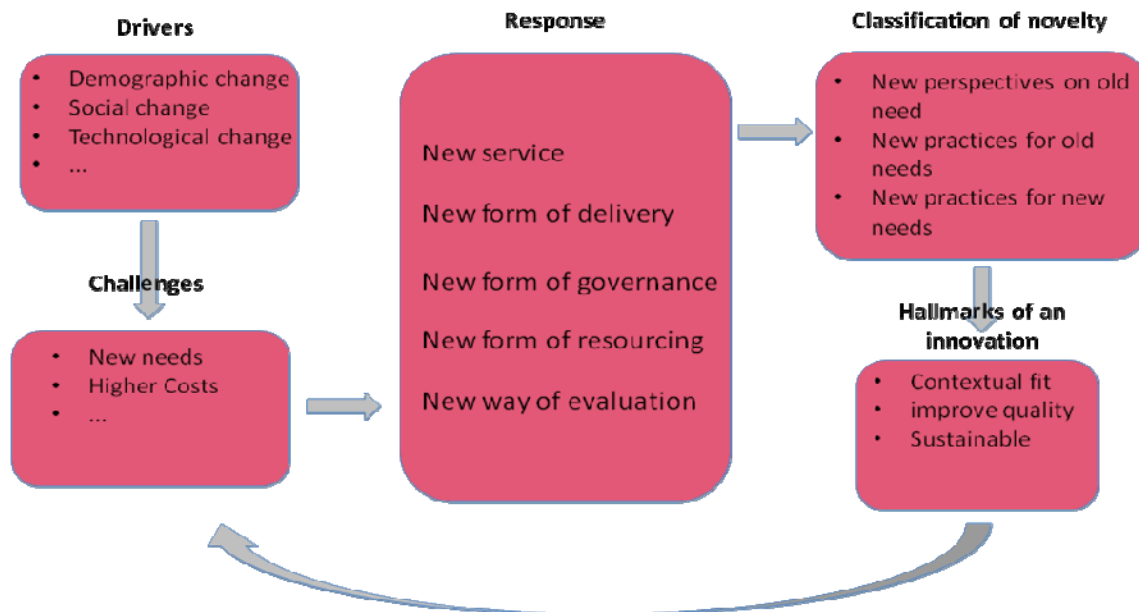 Drivers
• Demographic change
• Social change
• Technological change
• ...
Challenges
• New needs
• Higher Costs
• ...
Response
New service
New form of delivery
New form of governance
New form of resourcing
New way of evaluation
Classification of novelty
• New perspectives on old
need
• New practices for old
needs
• New practices for new
needs
Hallmarks of an
innovation
• Contextual fit
• improve quality
• Sustainable